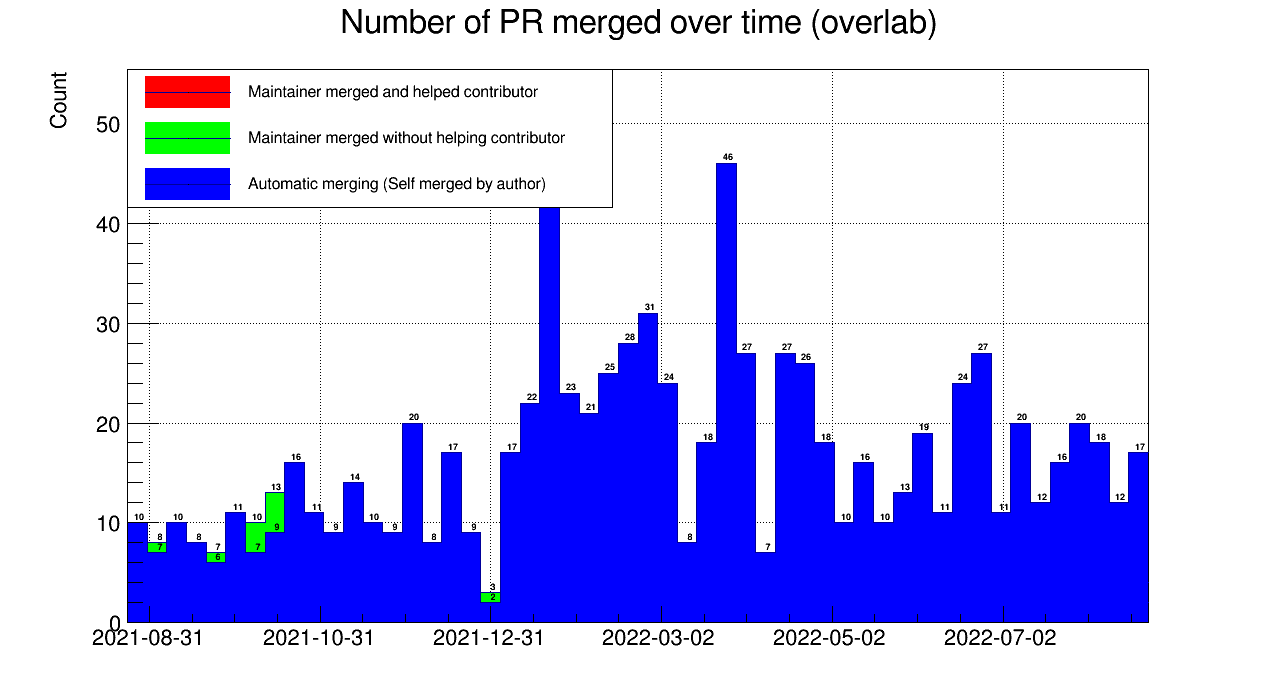 Number of PR merged over time (overlab)
Count
Maintainer merged and helped contributor
Maintainer merged without helping contributor
Automatic merging (Self merged by author)
50
40
30
20
10
0
10 8 7 10 8 7 6 11 10 7 13 9 16 11 9 14 10 9 20 8 17 9 3 2 17 22 23 21 25 28 31 24 8 18 46 27 7 27 26 18 10 16 10 13 19 11 24 27 11 20 12 16 20 18 12 17
2021-08-31 2021-10-31 2021-12-31 2022-03-02 2022-05-02 2022-07-02